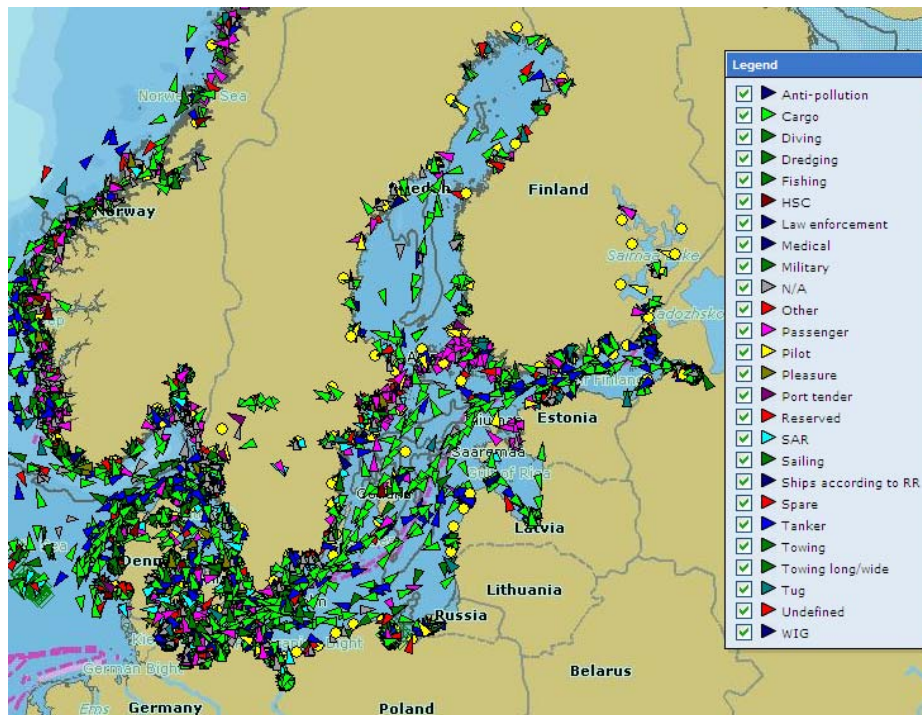 Legend
Anti-pollution
Cargo
Diving
Dredging
Fishing
HSC
Law enforcement
Medical
Military
N/A
Other
Passenger
Pilot
Pleasure
Port tender
Reserved
SAR
Sailing
Ships according to RR
Spare
Tanker
Towing
Towing long/wide
Tug
Undefined
WIG
Norway
Finland
Saimaa Lake
Estonia
Saaremaa
Gulf of Riga
Latvia
Lithuania
Russia
Belarus
German Bight
Ems
Germany
Poland